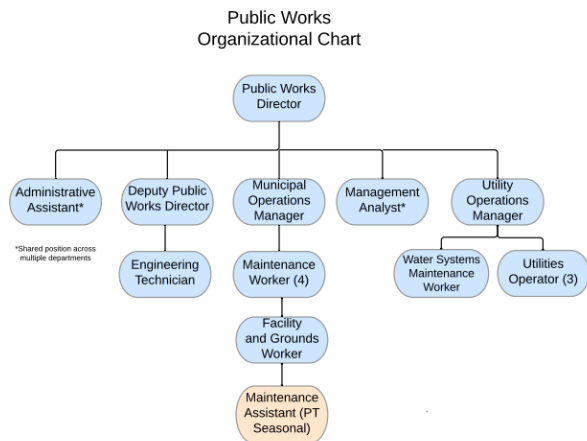 Public Works
Organizational Chart
Public Works
Director
Administrative
Assistant*
Deputy Public
Works Director
Municipal
Operations
Manager
Management
Analyst*
Utility
Operations
Manager
*Shared position across
multiple departments
Engineering
Technician
Maintenance
Worker (4)
Water Systems
Maintenance
Worker
Utilities
Operator (3)
Facility
and Grounds
Worker
Maintenance
Assistant (PT
Seasonal)